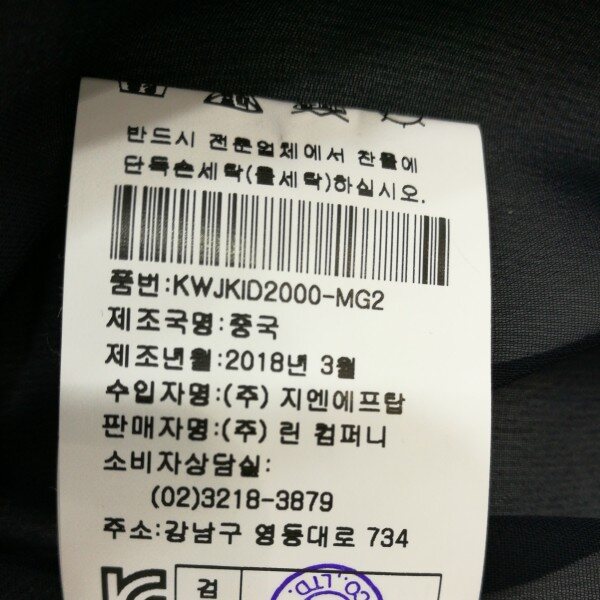 반드시 전문업체에서 찬물에
단독손세탁(물세탁)하십시오.
품번:KWJKID2000-MG2
제조국명:중국
제조년월:2018년 3월
수입자명:(주) 지엔에프탑
판매자명:(주) 린 컴퍼니
소비자상담실:
(02)3218-3879
주소:강남구 영동대로 734
검
CO.,LTD.